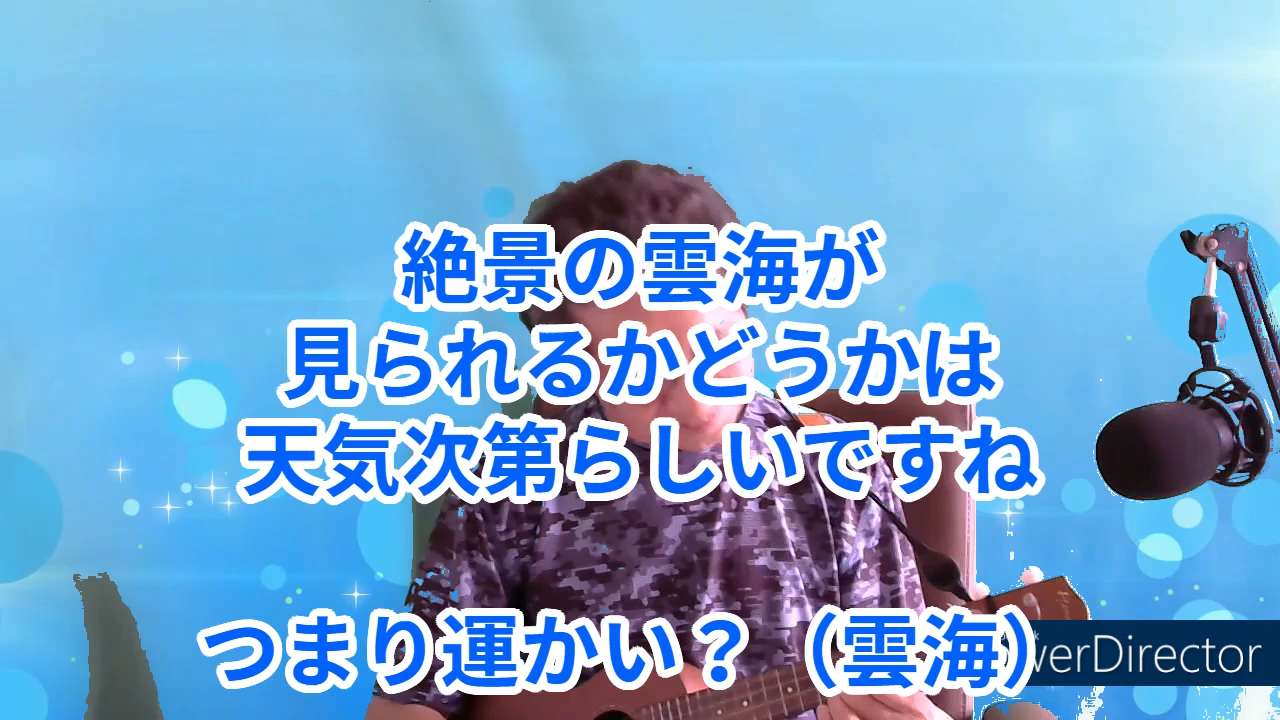 絶景の雲海が
見られるかどうかは
天気次第らしいですね
つまり運かい？（雲海）
werDirector